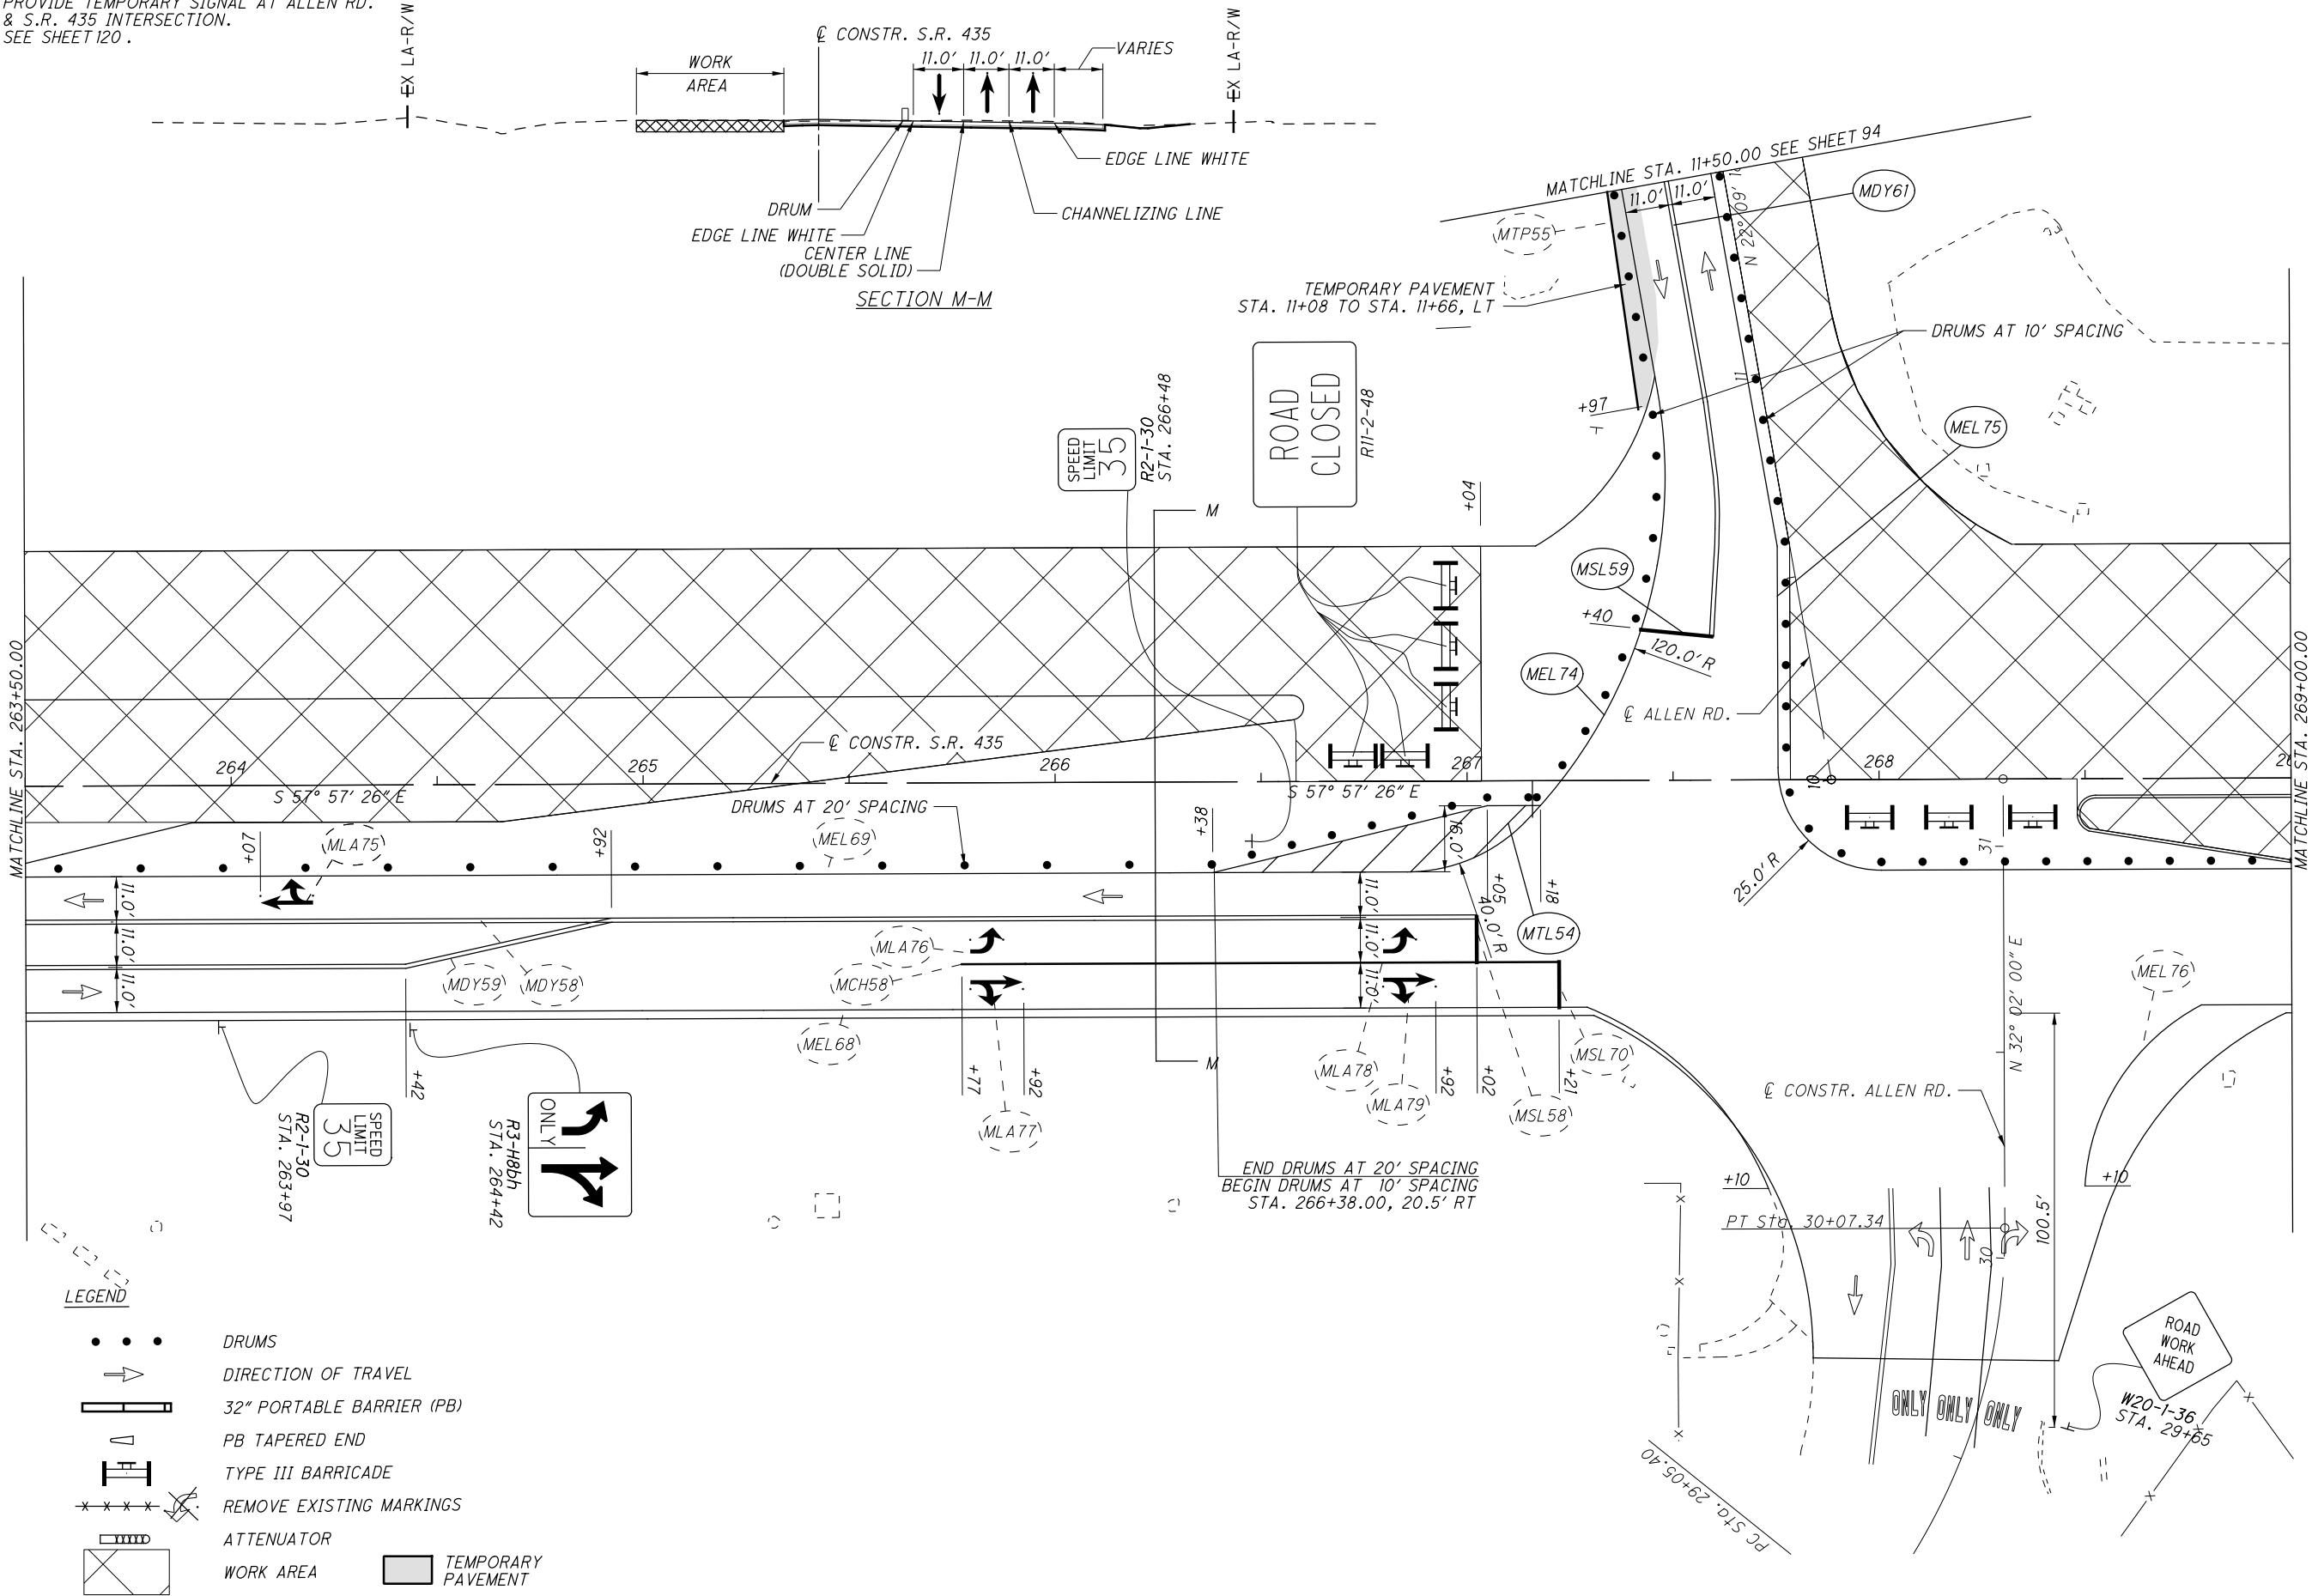 PROVIDE TEMPORARY SIGNAL AT ALLEN RD.
& S.R. 435 INTERSECTION.
SEE SHEET 120 .
EX LA-R/W
WORK
AREA
℄ CONSTR. S.R. 435
11.0' 11.0' 11.0'
VARIES
EX LA-R/W
EDGE LINE WHITE
DRUM
CHANNELIZING LINE
EDGE LINE WHITE
CENTER LINE
(DOUBLE SOLID)
SECTION M-M
MATCHLINE STA. 11+50.00 SEE SHEET 94
11.0' 11.0'
N 22° 09'
MDY61
MTP55
TEMPORARY PAVEMENT
STA. 11+08 TO STA. 11+66, LT
DRUMS AT 10' SPACING
11
+97
SPEED
LIMIT
35
R2-1-30
STA. 266+48
ROAD
CLOSED
R11-2-48
MEL75
+04
M
MSL59
+40
120.0' R
MEL74
℄ ALLEN RD.
MATCHLINE STA. 263+50.00
MATCHLINE STA. 269+00.00
℄ CONSTR. S.R. 435
264
265
266
267
268
26
S 57° 57' 26" E
S 57° 57' 26" E
10
DRUMS AT 20' SPACING
+07
MLA75
+92
MEL69
+38
16.0'
+05
+18
40.0' R
MTL54
25.0' R
31
11.0'
11.0'
11.0'
11.0'
11.0'
11.0'
MDY59
MDY58
MLA76
MCH58
MEL68
+77
+92
MLA77
M
MLA78
MLA79
+92
+02
MSL58
+21
MSL70
N 32° 02' 00" E
MEL76
℄ CONSTR. ALLEN RD.
+42
SPEED
LIMIT
35
R2-1-30
STA. 263+97
ONLY
R3-H8bh
STA. 264+42
END DRUMS AT 20' SPACING
BEGIN DRUMS AT 10' SPACING
STA. 266+38.00, 20.5' RT
+10
+10
PT Sta. 30+07.34
30
100.5'
ONLY ONLY ONLY
ROAD
WORK
AHEAD
W20-1-36
STA. 29+65
PC Sta. 29+05.40
LEGEND
DRUMS
DIRECTION OF TRAVEL
32" PORTABLE BARRIER (PB)
PB TAPERED END
TYPE III BARRICADE
REMOVE EXISTING MARKINGS
ATTENUATOR
WORK AREA
TEMPORARY
PAVEMENT